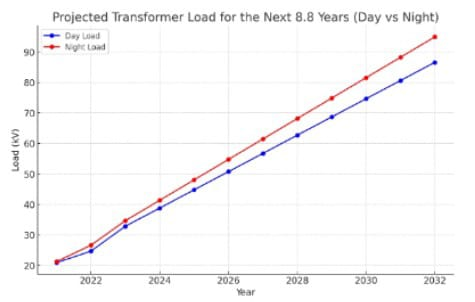 Projected Transformer Load for the Next 8.8 Years (Day vs Night)
Day Load
Night Load
Load (kV)
90
80
70
60
50
40
30
20
2022 2024 2026 2028 2030 2032
Year